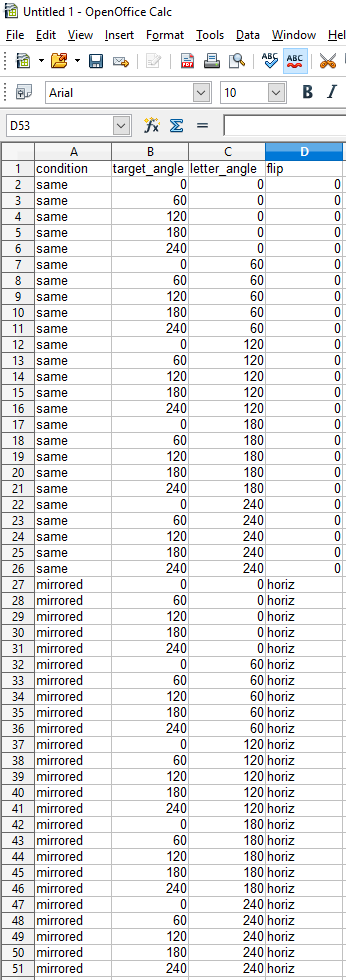 Untitled 1 - OpenOffice Calc
File Edit View Insert Format Tools Data Window Hel
ABC ABC
Arial 10 B I
D53
A B C D
1 condition target_angle letter_angle flip
2 same 0 0 0
3 same 60 0 0
4 same 120 0 0
5 same 180 0 0
6 same 240 0 0
7 same 0 60 0
8 same 60 60 0
9 same 120 60 0
10 same 180 60 0
11 same 240 60 0
12 same 0 120 0
13 same 60 120 0
14 same 120 120 0
15 same 180 120 0
16 same 240 120 0
17 same 0 180 0
18 same 60 180 0
19 same 120 180 0
20 same 180 180 0
21 same 240 180 0
22 same 0 240 0
23 same 60 240 0
24 same 120 240 0
25 same 180 240 0
26 same 240 240 0
27 mirrored 0 0 horiz
28 mirrored 60 0 horiz
29 mirrored 120 0 horiz
30 mirrored 180 0 horiz
31 mirrored 240 0 horiz
32 mirrored 0 60 horiz
33 mirrored 60 60 horiz
34 mirrored 120 60 horiz
35 mirrored 180 60 horiz
36 mirrored 240 60 horiz
37 mirrored 0 120 horiz
38 mirrored 60 120 horiz
39 mirrored 120 120 horiz
40 mirrored 180 120 horiz
41 mirrored 240 120 horiz
42 mirrored 0 180 horiz
43 mirrored 60 180 horiz
44 mirrored 120 180 horiz
45 mirrored 180 180 horiz
46 mirrored 240 180 horiz
47 mirrored 0 240 horiz
48 mirrored 60 240 horiz
49 mirrored 120 240 horiz
50 mirrored 180 240 horiz
51 mirrored 240 240 horiz